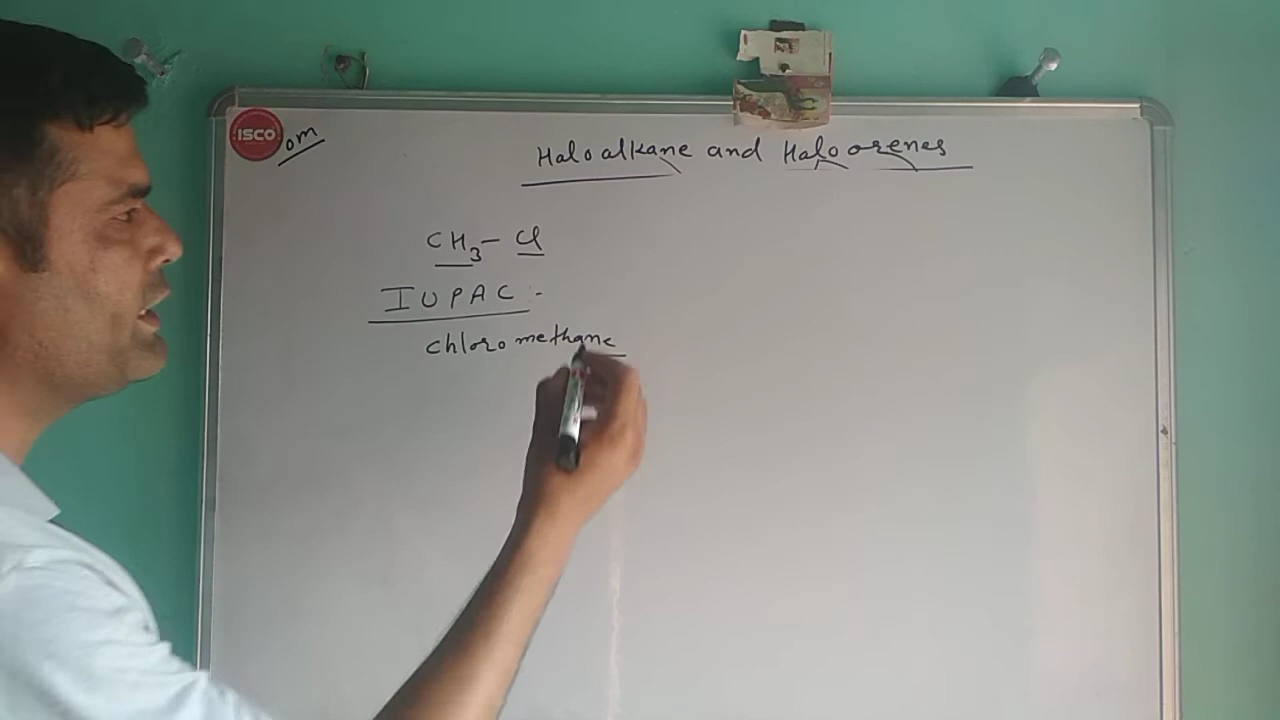 ISCO
om
Haloalkane and Haloarenes
CH3-Cl
IUPAC -
chloromethane